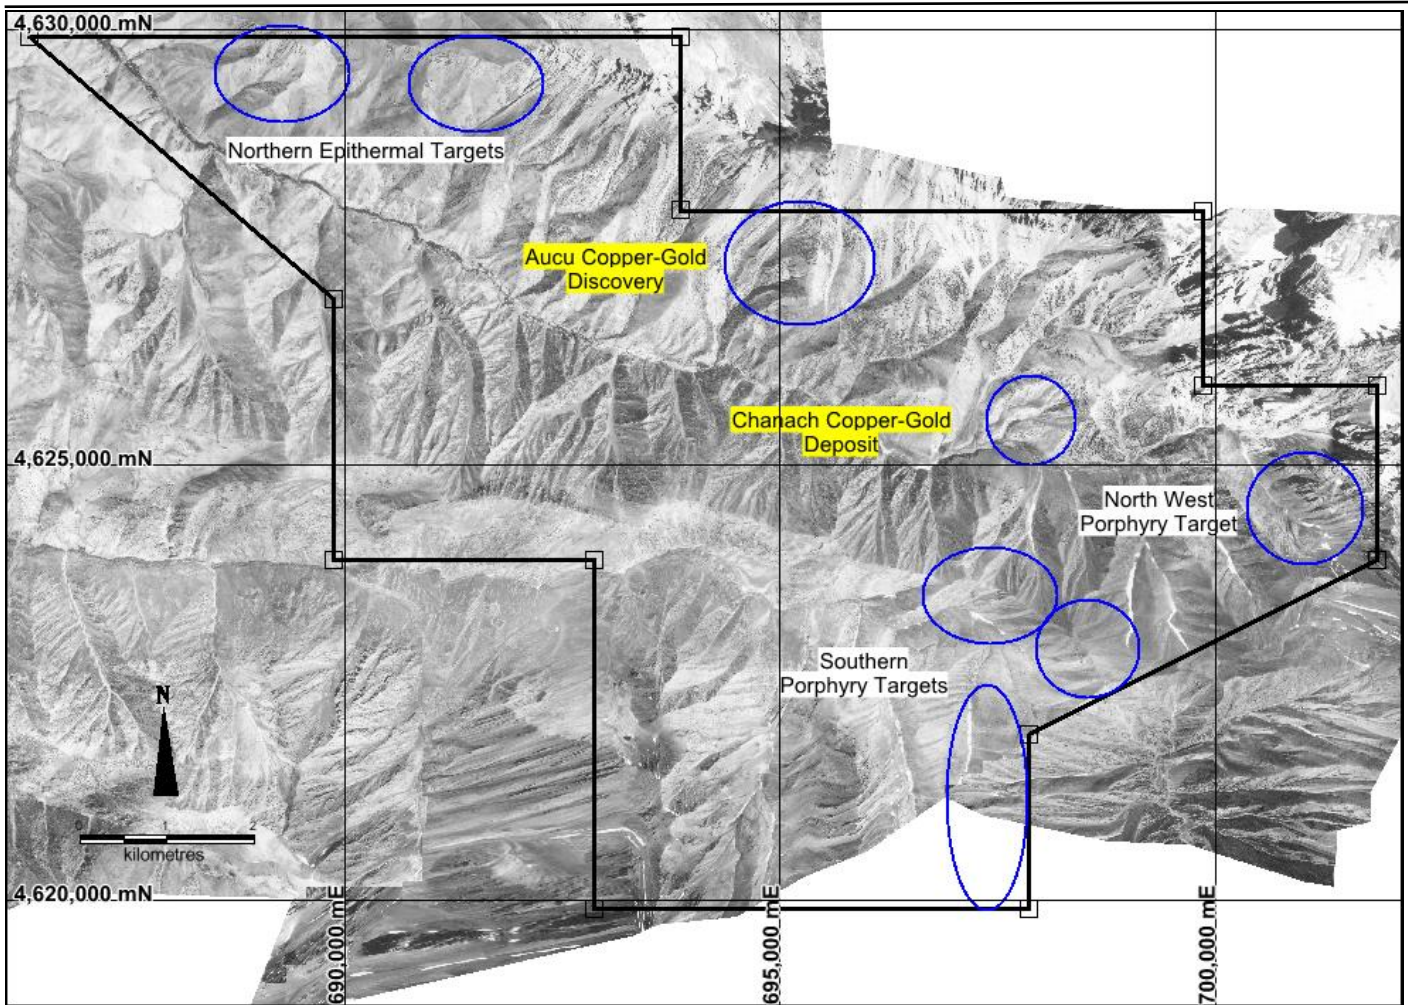 4,630,000 mN
Northern Epithermal Targets
Aucu Copper-Gold
Discovery
Chanach Copper-Gold
Deposit
4,625,000 mN
North West
Porphyry Target
Southern
Porphyry Targets
N
0 1 2
kilometres
4,620,000 mN
690,000 mE
695,000 mE
700,000 mE